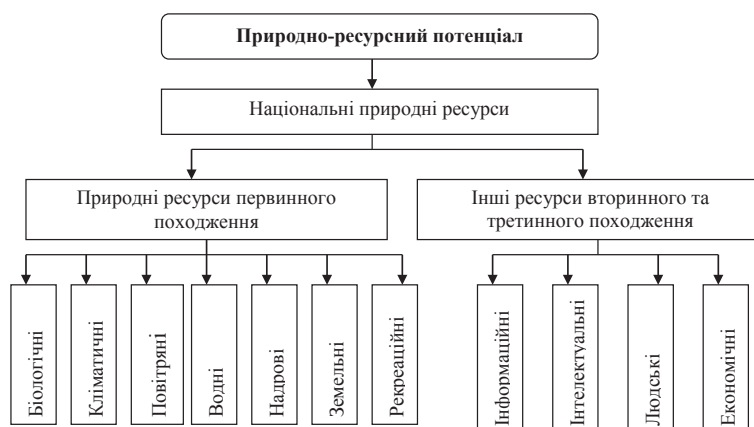 Природно-ресурсний потенціал
Національні природні ресурси
Природні ресурси первинного
походження
Інші ресурси вторинного та
третинного походження
Біологічні
Кліматичні
Повітряні
Водні
Надрові
Земельні
Рекреаційні
Інформаційні
Інтелектуальні
Людські
Економічні